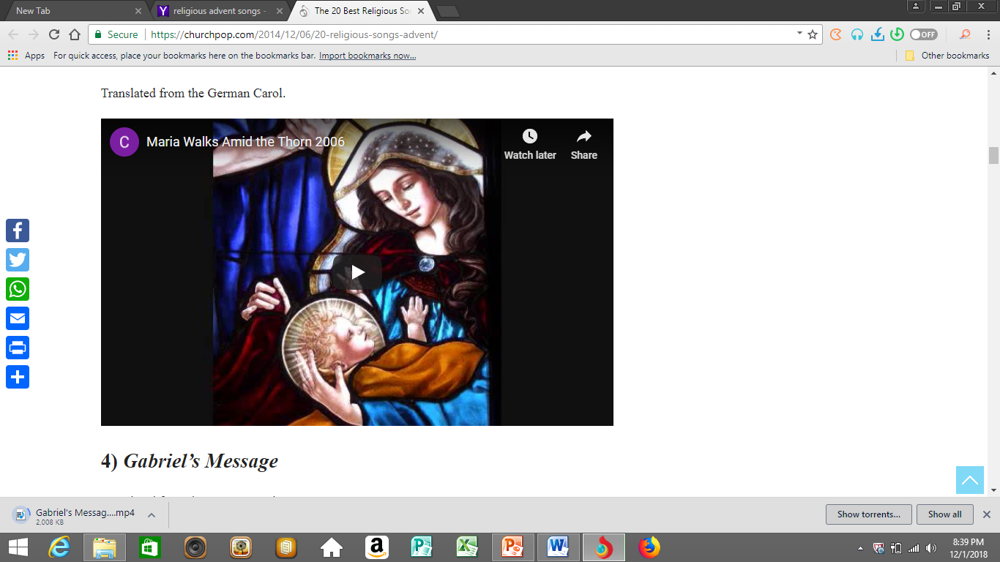 New Tab
religious advent songs -
The 20 Best Religious So
Secure https://churchpop.com/2014/12/06/20-religious-songs-advent/
OFF
Apps For quick access, place your bookmarks here on the bookmarks bar. Import bookmarks now... Other bookmarks
Translated from the German Carol.
C Maria Walks Amid the Thorn 2006
Watch later Share
4) Gabriel's Message
Gabriel's Messag....mp4
2,008 KB
Show torrents... Show all
8:39 PM
12/1/2018